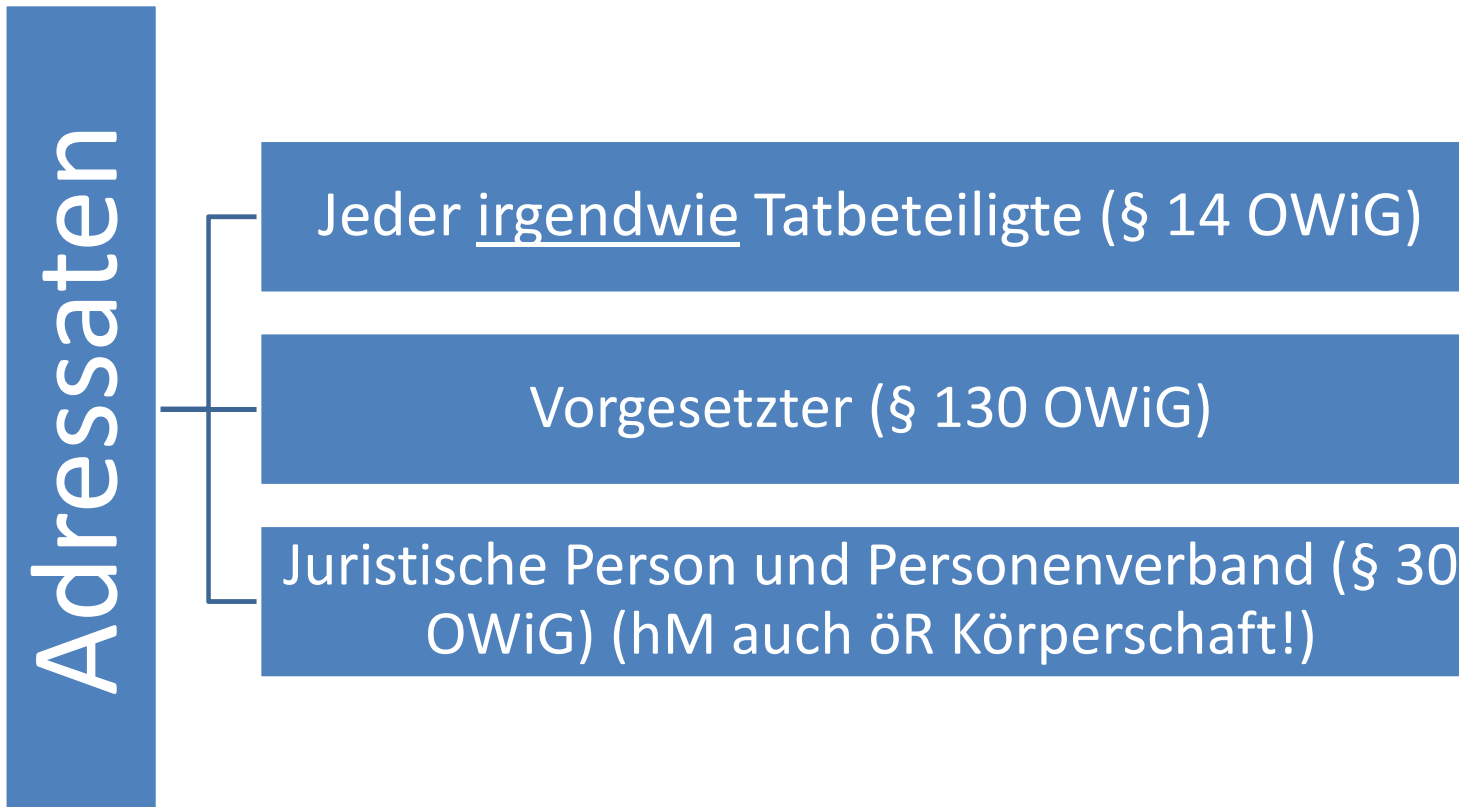 Adressaten
Jeder irgendwie Tatbeteiligte (§ 14 OWiG)
Vorgesetzter (§ 130 OWiG)
Juristische Person und Personenverband (§ 30
OWiG) (hM auch öR Körperschaft!)